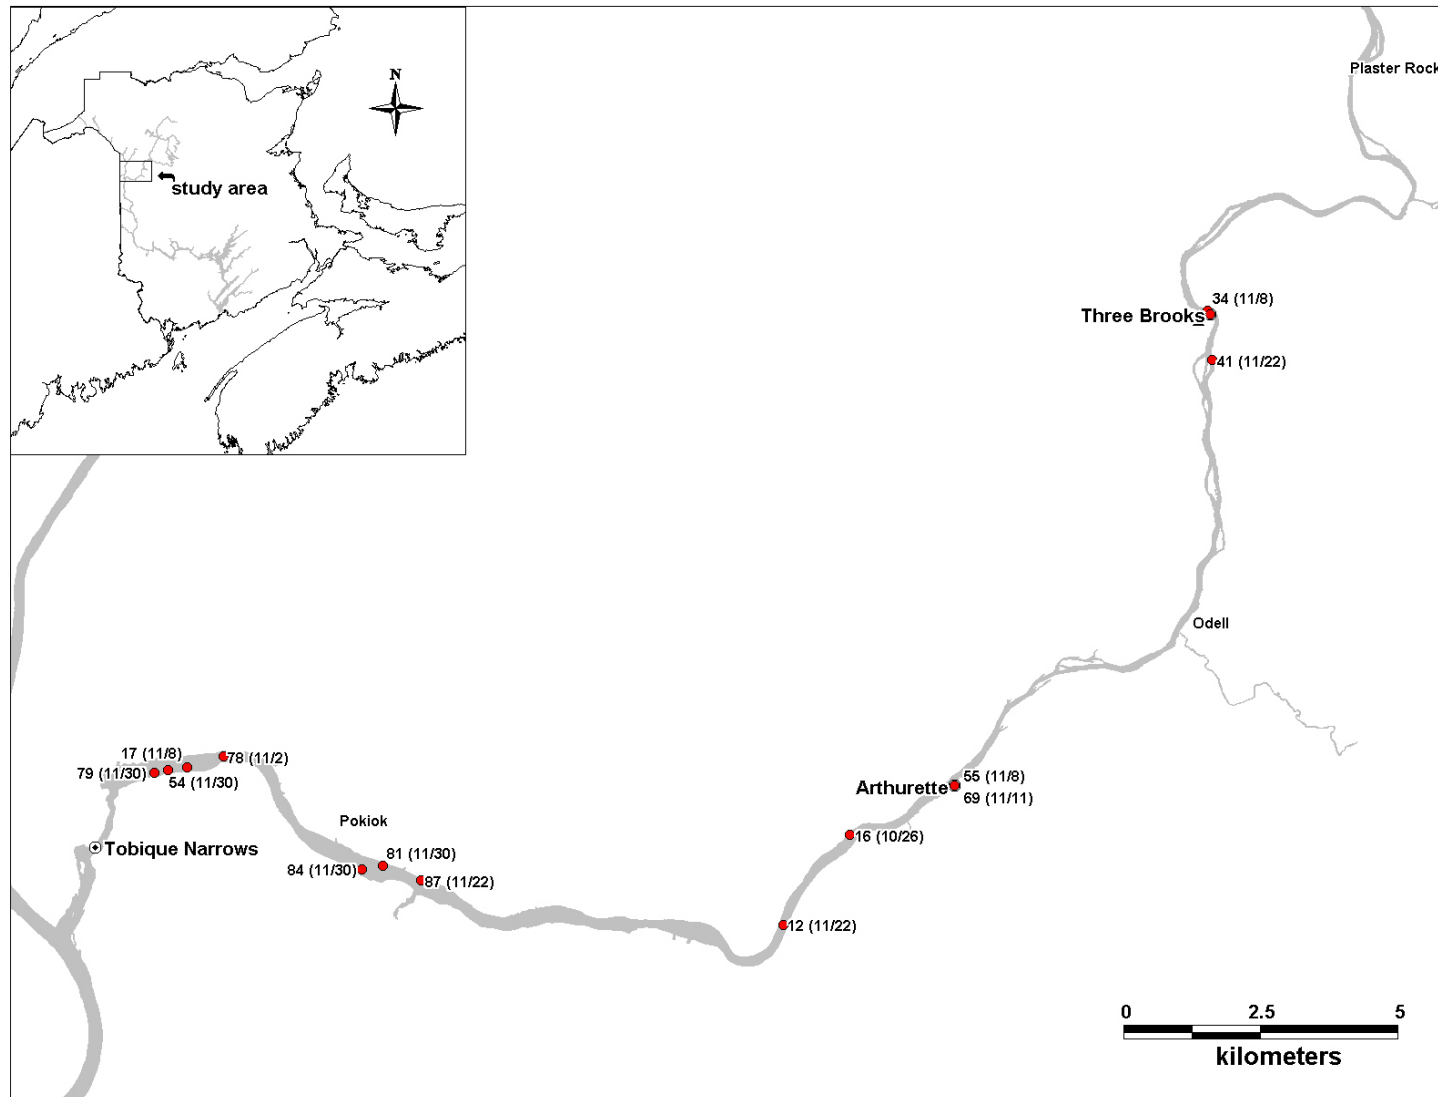 N
study area
Plaster Rock
34 (11/8)
Three Brooks
41 (11/22)
Odell
17 (11/8)
78 (11/2)
79 (11/30)
54 (11/30)
55 (11/8)
Arthurette
69 (11/11)
Pokiok
16 (10/26)
Tobique Narrows
81 (11/30)
84 (11/30)
87 (11/22)
12 (11/22)
0 2.5 5
kilometers